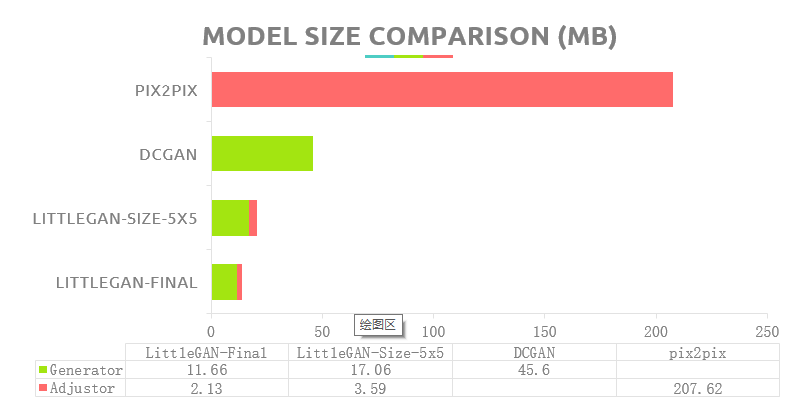 MODEL SIZE COMPARISON (MB)
PIX2PIX
DCGAN
LITTLEGAN-SIZE-5X5
LITTLEGAN-FINAL
0 50 100 150 200 250
绘图区
LittleGAN-Final LittleGAN-Size-5x5 DCGAN pix2pix
Generator 11.66 17.06 45.6
Adjustor 2.13 3.59 207.62